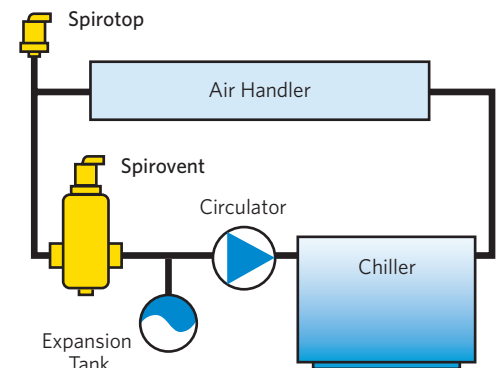 Spirotop
Air Handler
Spirovent
Circulator
Chiller
Expansion
Tank